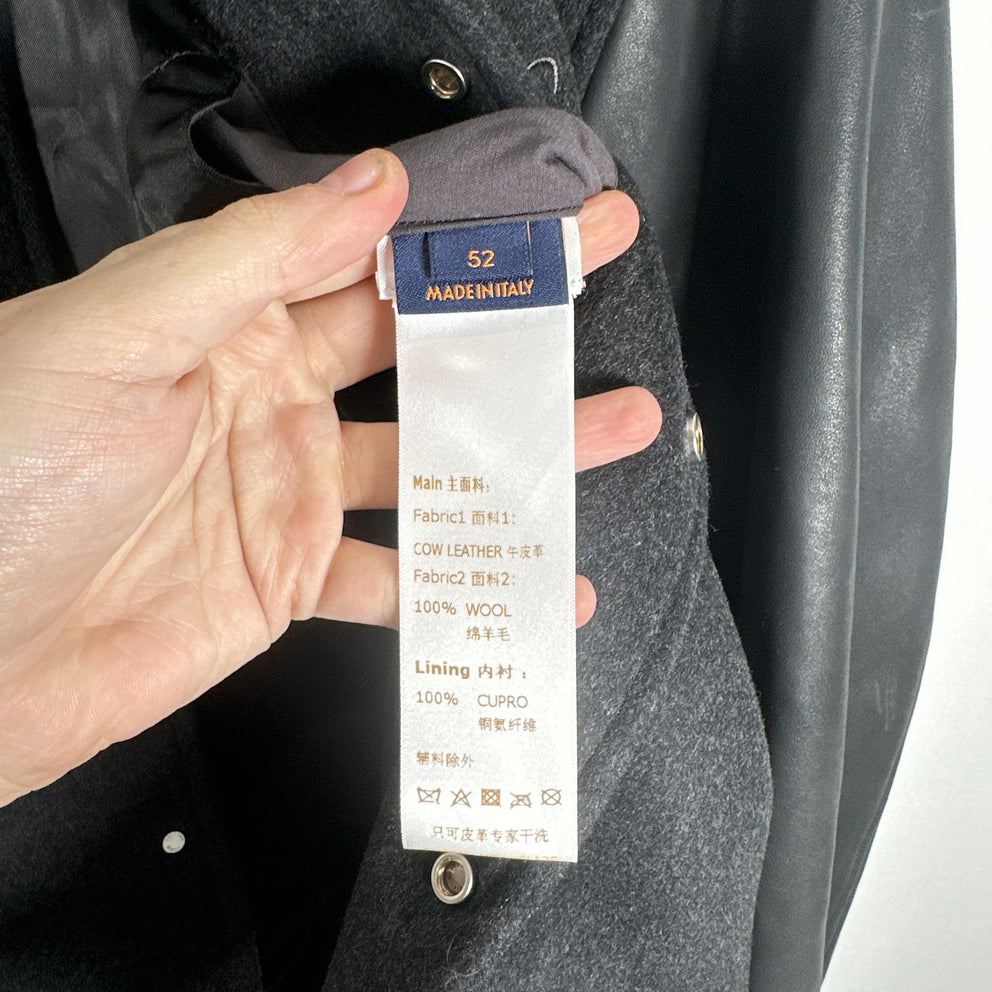 52
MADE IN ITALY
Main 主面料:
Fabric1 面料1:
COW LEATHER 牛皮革
Fabric2 面料2:
100% WOOL
绵羊毛
Lining 内衬 :
100% CUPRO
铜氨纤维
辅料除外
只可皮革专家干洗